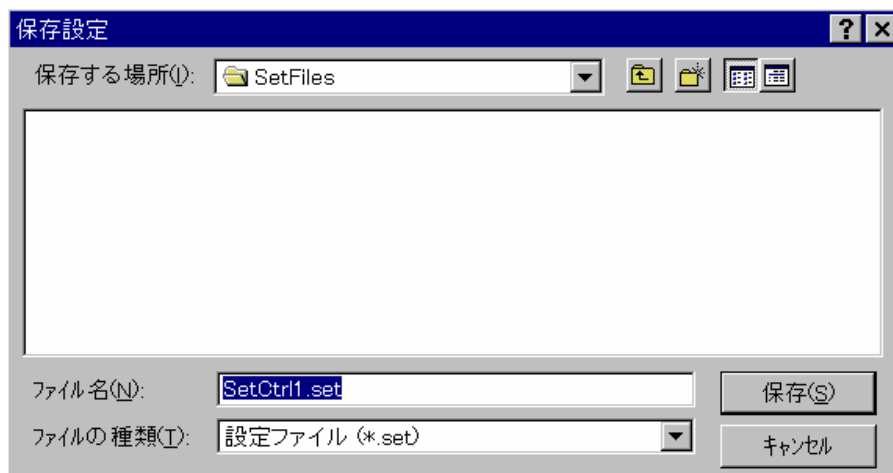 保存設定
保存する場所(I): SetFiles
ファイル名(N): SetCtrl1.set 保存(S)
ファイルの種類(T): 設定ファイル (*.set) キャンセル